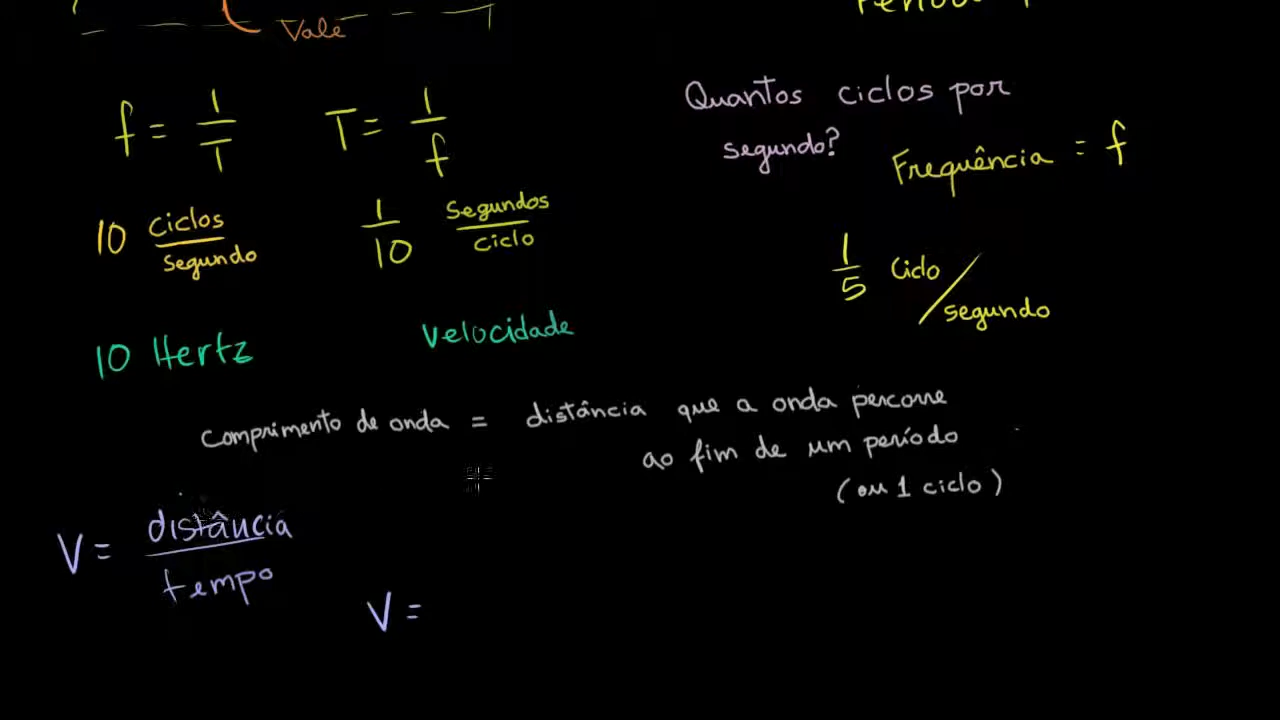 Vale
f = 1/T
T = 1/f
10 ciclos/segundo
1/10 segundos/ciclo
10 Hertz
Velocidade
Quantos ciclos por
segundo?
Frequência = f
1/5 ciclo/segundo
comprimento de onda = distância que a onda percorre
ao fim de um período
(ou 1 ciclo)
V = distância/tempo
V =